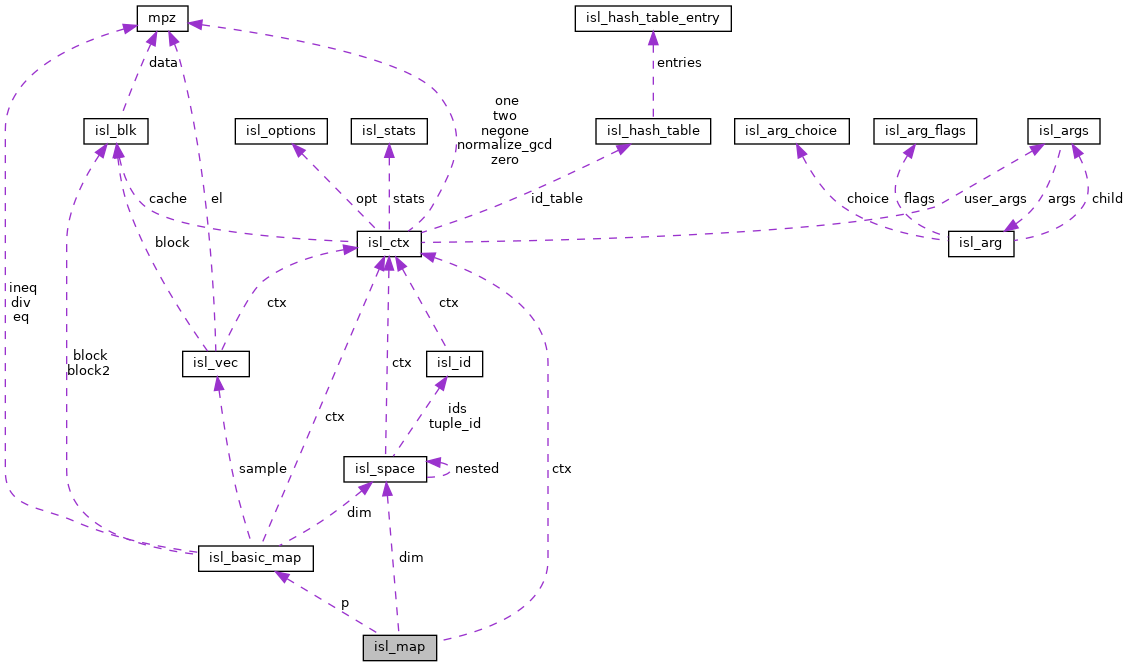 mpz
isl_hash_table_entry
data
entries
one
two
negone
normalize_gcd
zero
isl_blk
isl_options
isl_stats
isl_hash_table
isl_arg_choice
isl_arg_flags
isl_args
cache
el
opt
stats
id_table
choice
flags
user_args
args
child
block
isl_ctx
isl_arg
ineq
div
eq
ctx
ctx
block
block2
isl_vec
ctx
isl_id
ctx
ids
tuple_id
sample
isl_space
nested
ctx
dim
isl_basic_map
dim
p
isl_map